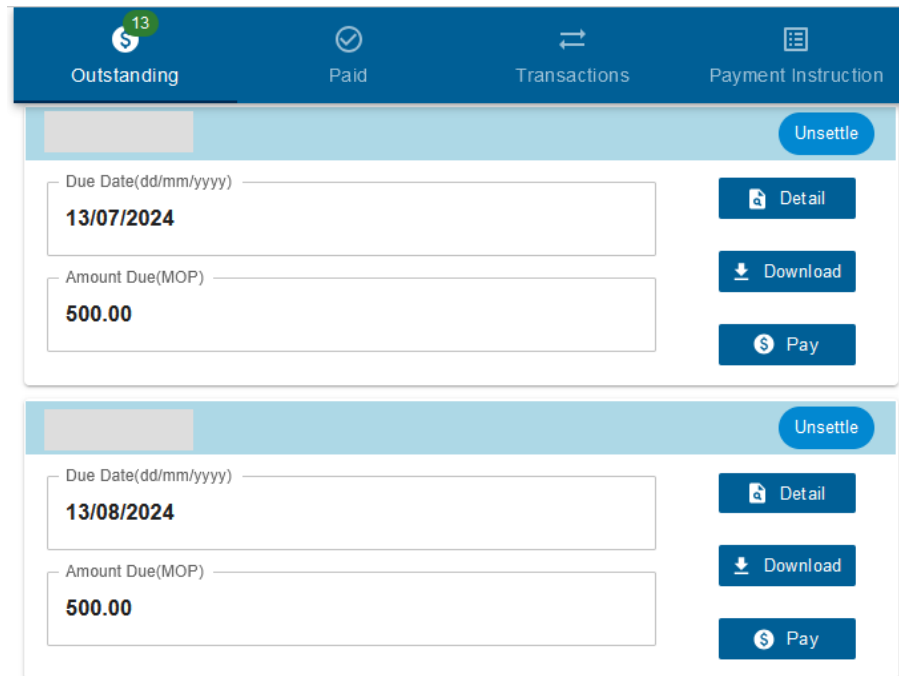 13
Outstanding
Paid
Transactions
Payment Instruction
Unsettle
Due Date(dd/mm/yyyy)
13/07/2024
Detail
Amount Due(MOP)
500.00
Download
Pay
Unsettle
Due Date(dd/mm/yyyy)
13/08/2024
Detail
Amount Due(MOP)
500.00
Download
Pay